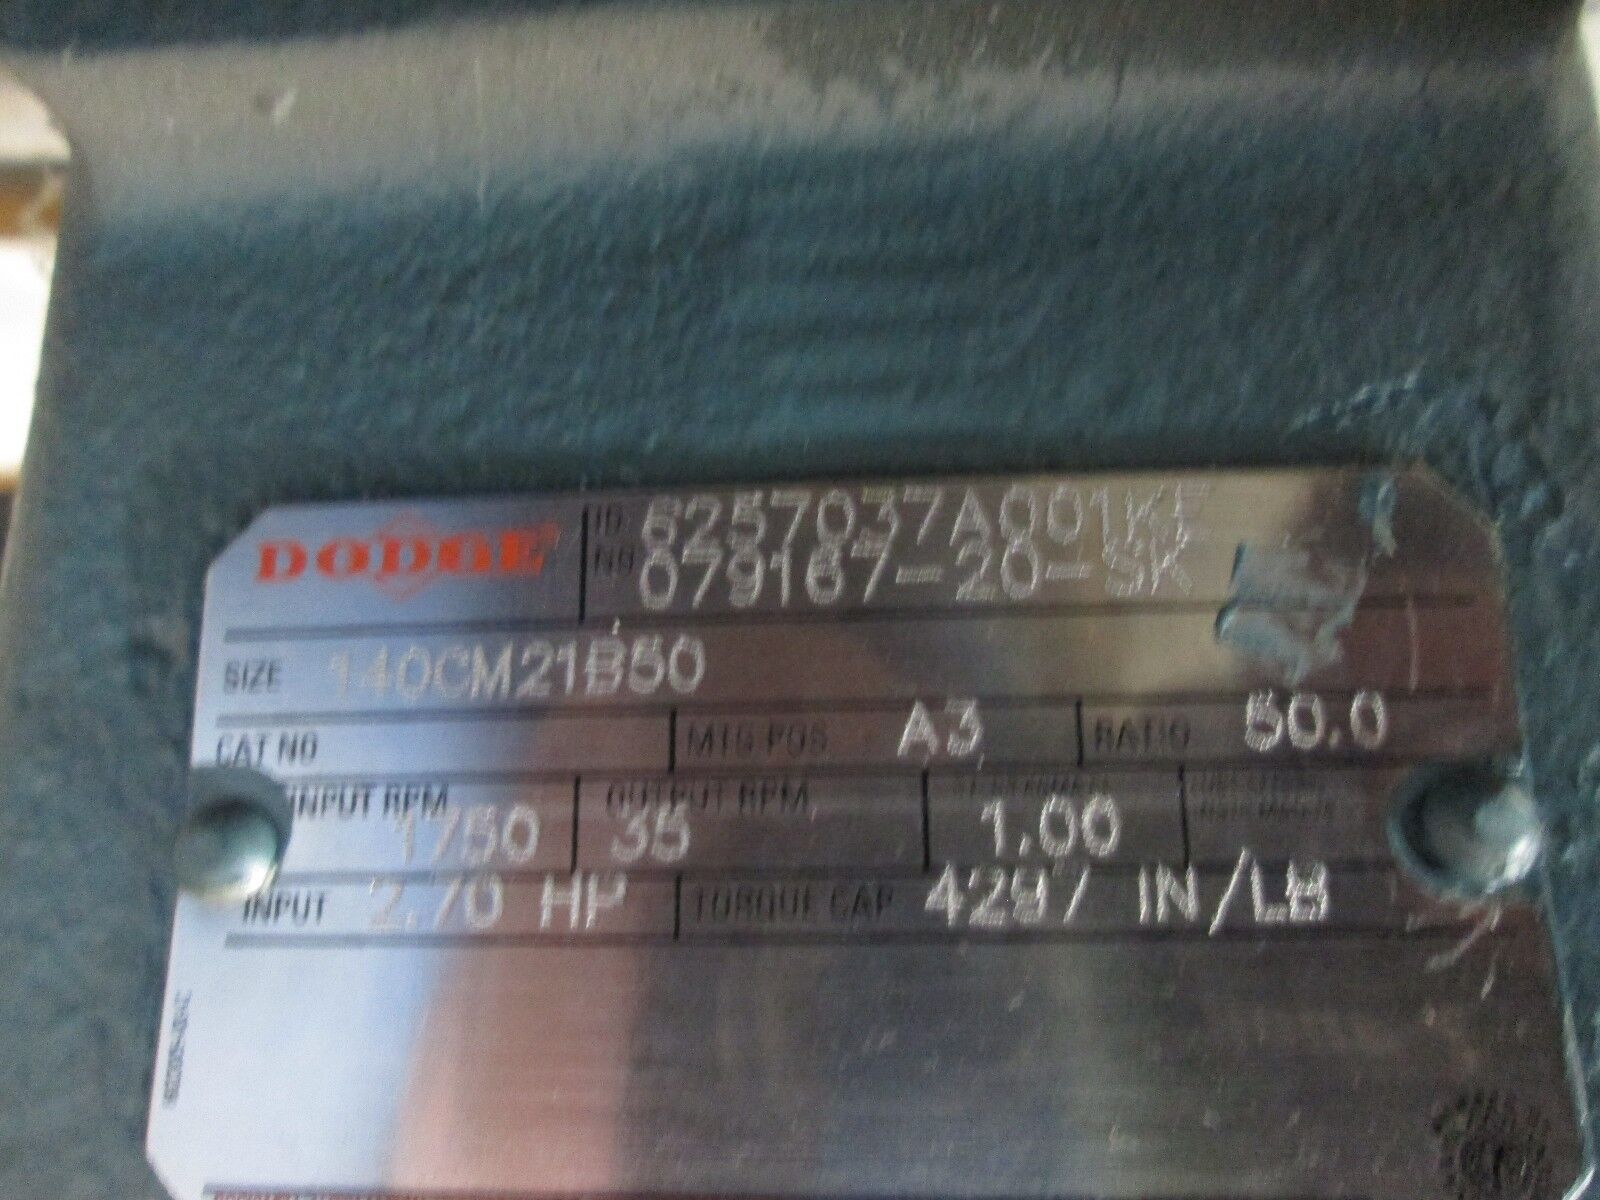 DODGE
ID. 6257037A001KF
NO 079167-20-SK
SIZE 140CM21B50
CAT NO MTG POS A3 RATIO 50.0
INPUT RPM 1750 OUTPUT RPM 35 1.00
INPUT 2.70 HP TORQUE CAP 4297 IN/LB